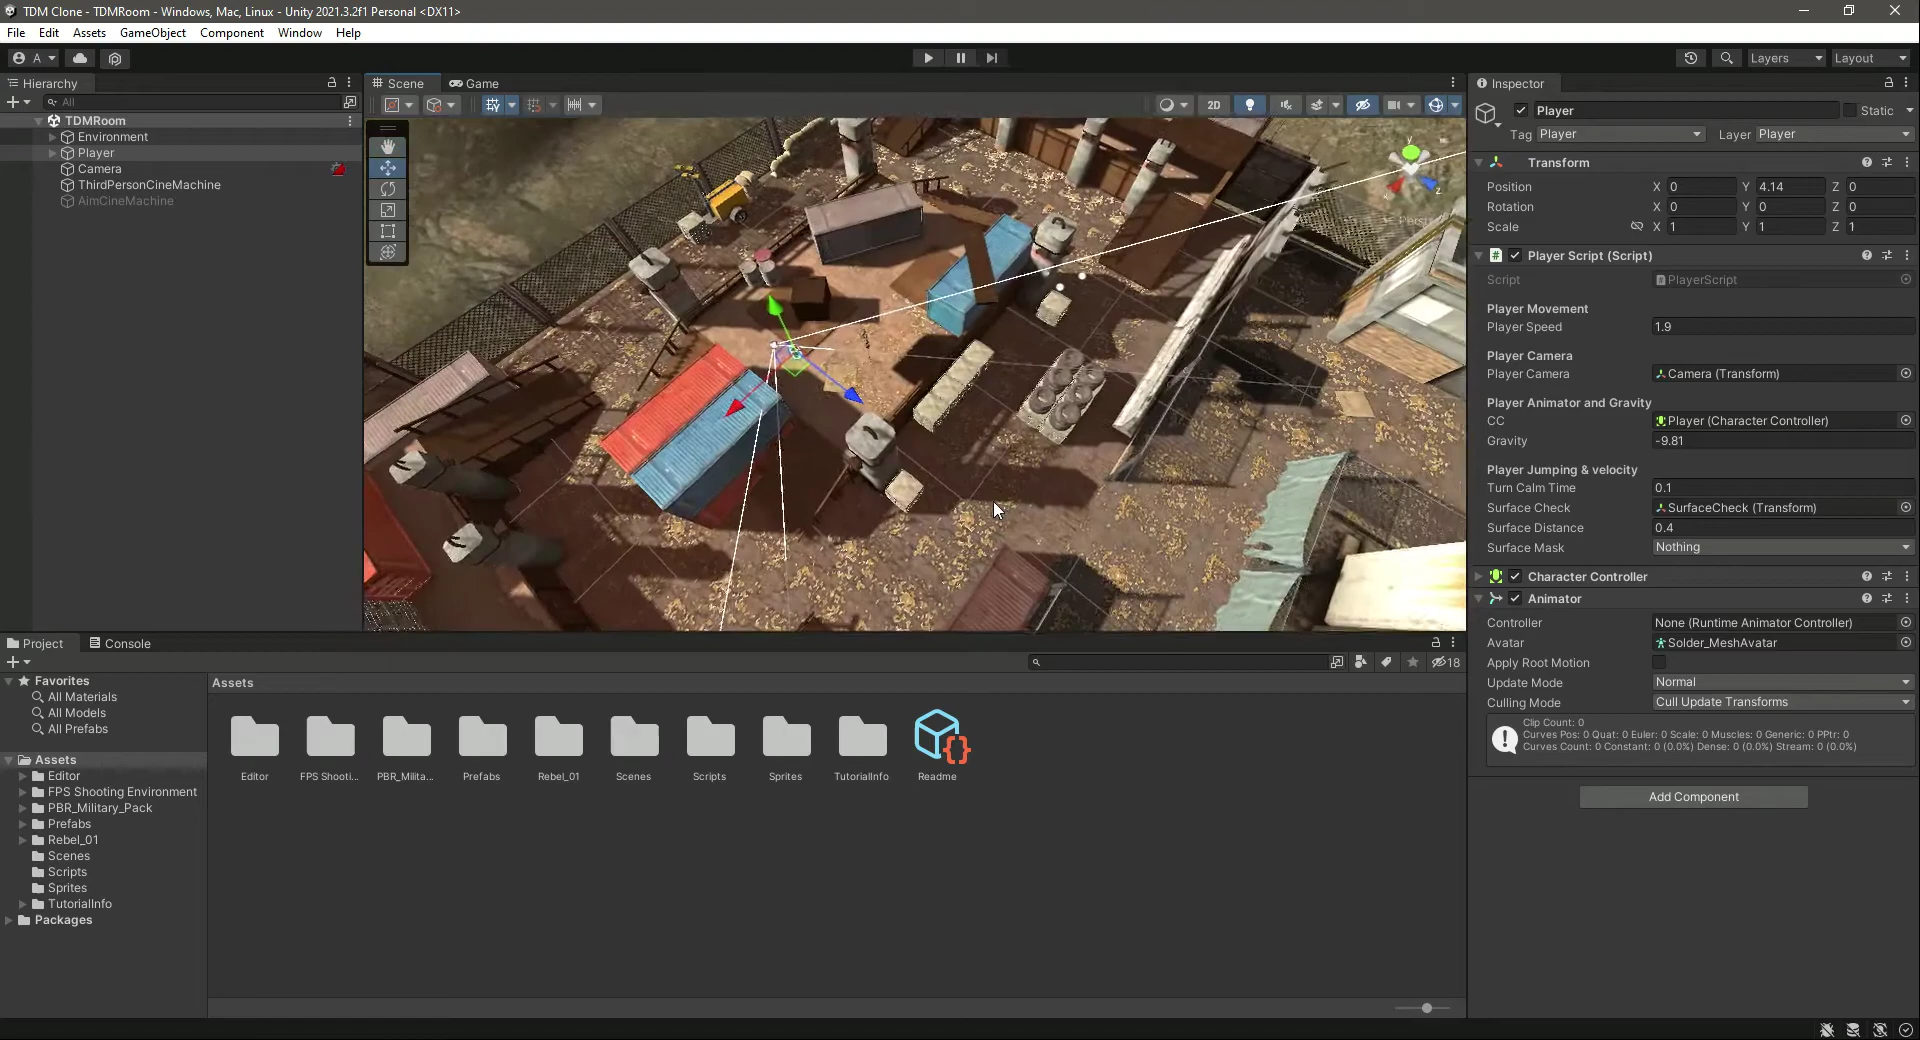 TDM Clone - TDMRoom - Windows, Mac, Linux - Unity 2021.3.2f1 Personal <DX11>
File Edit Assets GameObject Component Window Help
A Layers Layout
Hierarchy
All
TDMRoom
Environment
Player
Camera
ThirdPersonCineMachine
AimCineMachine
Scene Game
2D
y
x
z
Persp
Inspector
Player Static
Tag Player Layer Player
Transform
Position X 0 Y 4.14 Z 0
Rotation X 0 Y 0 Z 0
Scale X 1 Y 1 Z 1
Player Script (Script)
Script PlayerScript
Player Movement
Player Speed 1.9
Player Camera
Player Camera Camera (Transform)
Player Animator and Gravity
CC Player (Character Controller)
Gravity -9.81
Player Jumping & velocity
Turn Calm Time 0.1
Surface Check SurfaceCheck (Transform)
Surface Distance 0.4
Surface Mask Nothing
Character Controller
Animator
Controller None (Runtime Animator Controller)
Avatar Solder_MeshAvatar
Apply Root Motion
Update Mode Normal
Culling Mode Cull Update Transforms
Clip Count: 0
Curves Pos: 0 Quat: 0 Euler: 0 Scale: 0 Muscles: 0 Generic: 0 PPtr: 0
Curves Count: 0 Constant: 0 (0.0%) Dense: 0 (0.0%) Stream: 0 (0.0%)
Add Component
Project Console
18
Favorites
All Materials
All Models
All Prefabs
Assets
Editor
FPS Shooting Environment
PBR_Military_Pack
Prefabs
Rebel_01
Scenes
Scripts
Sprites
TutorialInfo
Packages
Assets
Editor FPS Shooti... PBR_Milita... Prefabs Rebel_01 Scenes Scripts Sprites TutorialInfo Readme